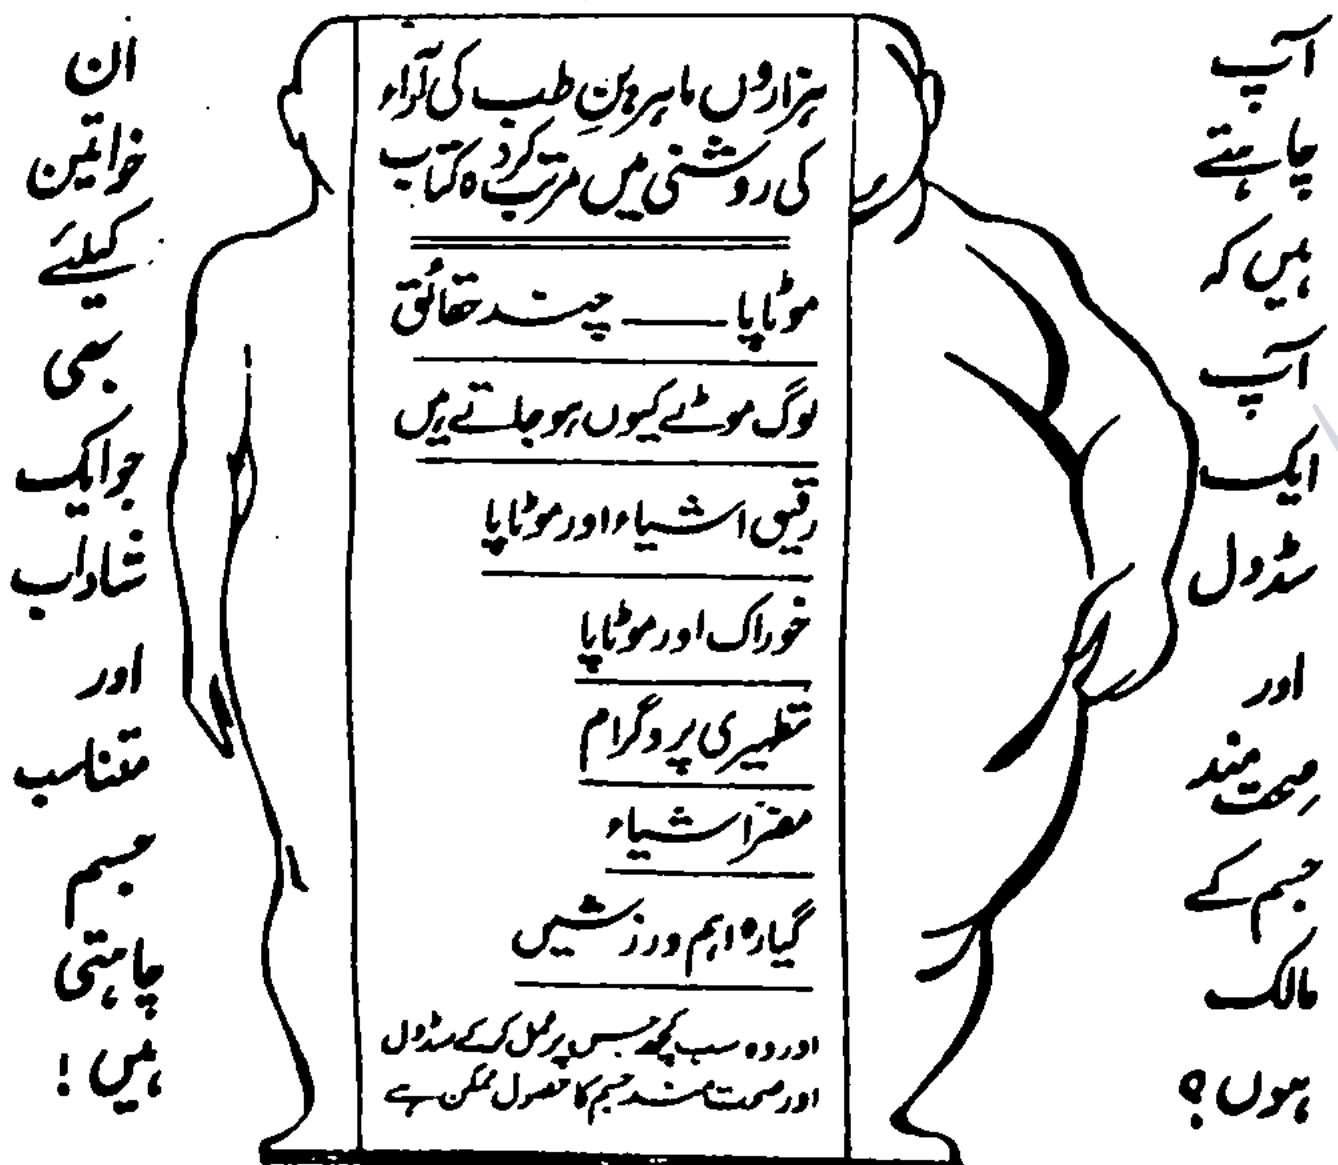 آپ
چاہتے
ہیں کہ
آپ
ایک
سڈول
اور
صحت مند
جسم کے
مالک
ہوں؟
ہزاروں ماہرینِ طب کی آراء
کی روشنی میں مرتب کردہ کتاب
موٹاپا ــــ چند حقائق
لوگ موٹے کیوں ہو جاتے ہیں
رقیق اشیاء اور موٹاپا
خوراک اور موٹاپا
تطہیری پروگرام
مضر اشیاء
گیارہ اہم ورزشیں
اور وہ سب کچھ جس پر عمل کر کے سڈول
اور صحت مند جسم کا حصول ممکن ہے
ان
خواتین
کیلئے
بھی
جو ایک
شاداب
اور
متناسب
جسم
چاہتی
ہیں!